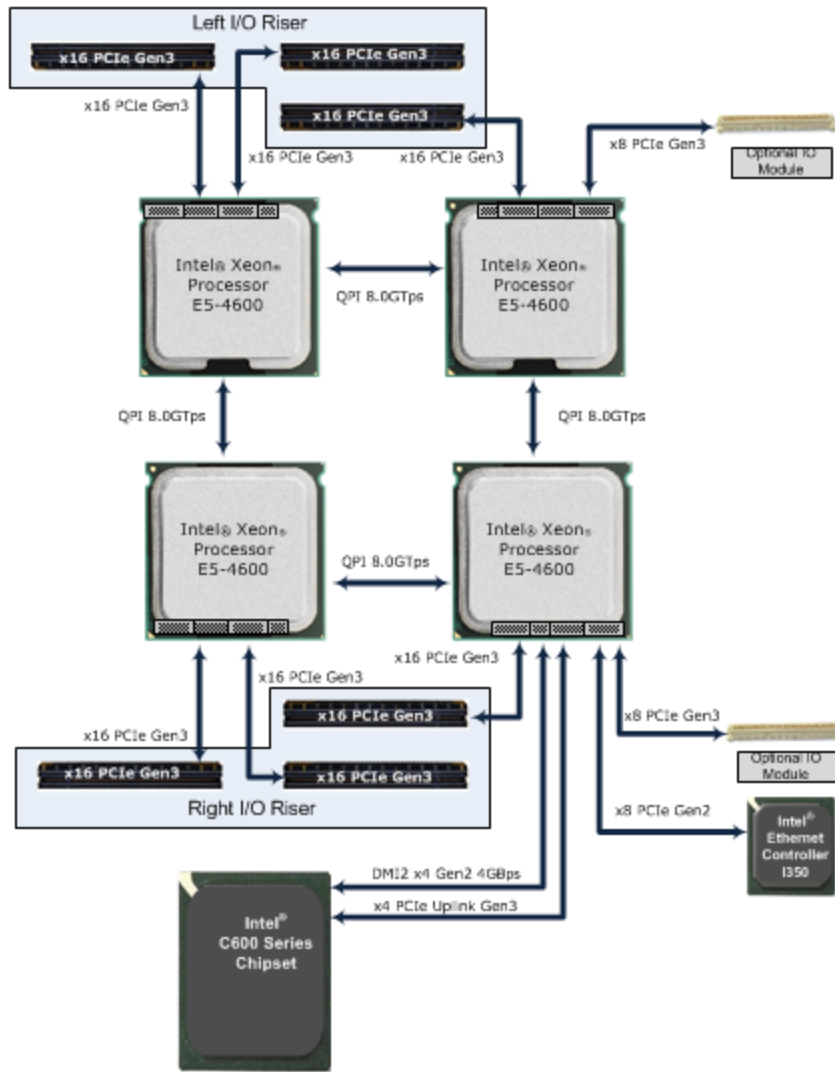 Left I/O Riser
x16 PCIe Gen3
x16 PCIe Gen3
x16 PCIe Gen3
x16 PCIe Gen3
x16 PCIe Gen3
x16 PCIe Gen3
x8 PCIe Gen3
Optional IO
Module
Intel® Xeon®
Processor
E5-4600
QPI 8.0GTps
Intel® Xeon®
Processor
E5-4600
QPI 8.0GTps
QPI 8.0GTps
Intel® Xeon®
Processor
E5-4600
QPI 8.0GTps
Intel® Xeon®
Processor
E5-4600
x16 PCIe Gen3
x16 PCIe Gen3
x16 PCIe Gen3
x16 PCIe Gen3
x16 PCIe Gen3
x16 PCIe Gen3
Right I/O Riser
x8 PCIe Gen3
Optional IO
Module
x8 PCIe Gen2
Intel®
Ethernet
Controller
I350
DMI2 x4 Gen2 4GBps
x4 PCIe Uplink Gen3
Intel®
C600 Series
Chipset